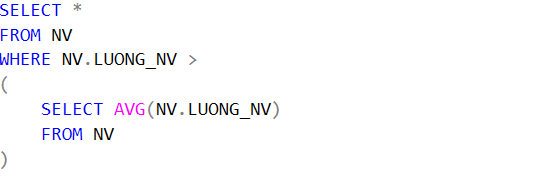 SELECT *
FROM NV
WHERE NV.LUONG_NV >
(
    SELECT AVG(NV.LUONG_NV)
    FROM NV
)